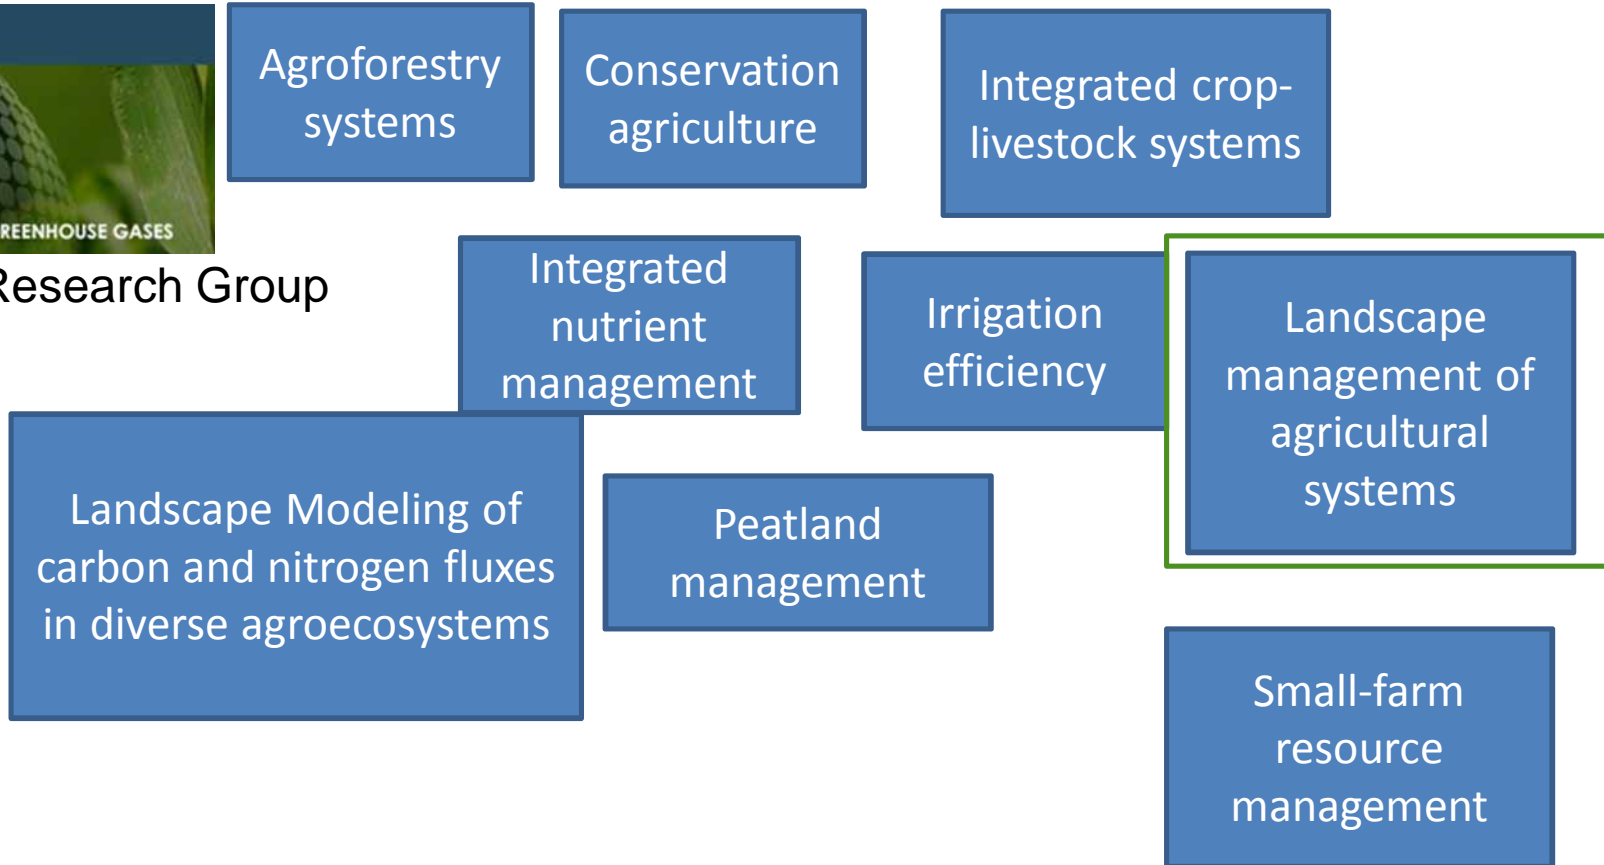 Agroforestry
systems
Conservation
agriculture
Integrated crop-
livestock systems
REENHOUSE GASES
Research Group
Integrated
nutrient
management
Irrigation
efficiency
Landscape
management of
agricultural
systems
Landscape Modeling of
carbon and nitrogen fluxes
in diverse agroecosystems
Peatland
management
Small-farm
resource
management